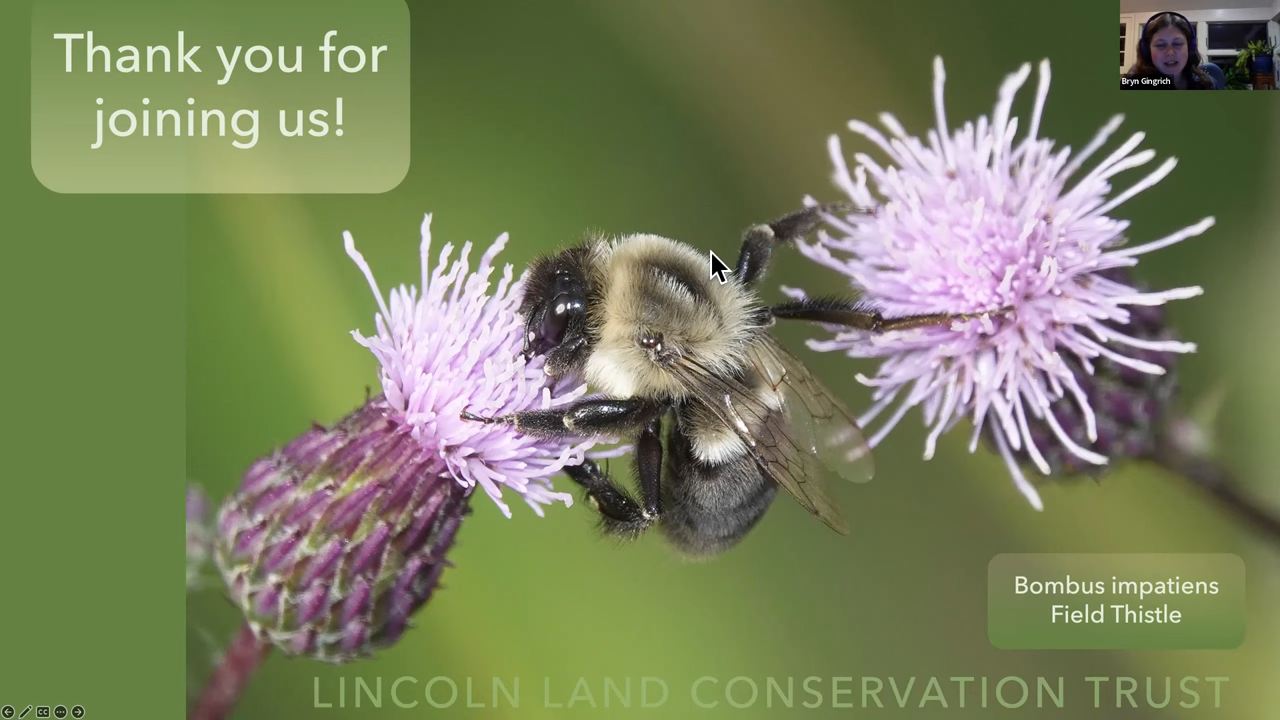 Thank you for
joining us!
Bryn Gingrich
Bombus impatiens
Field Thistle
LINCOLN LAND CONSERVATION TRUST